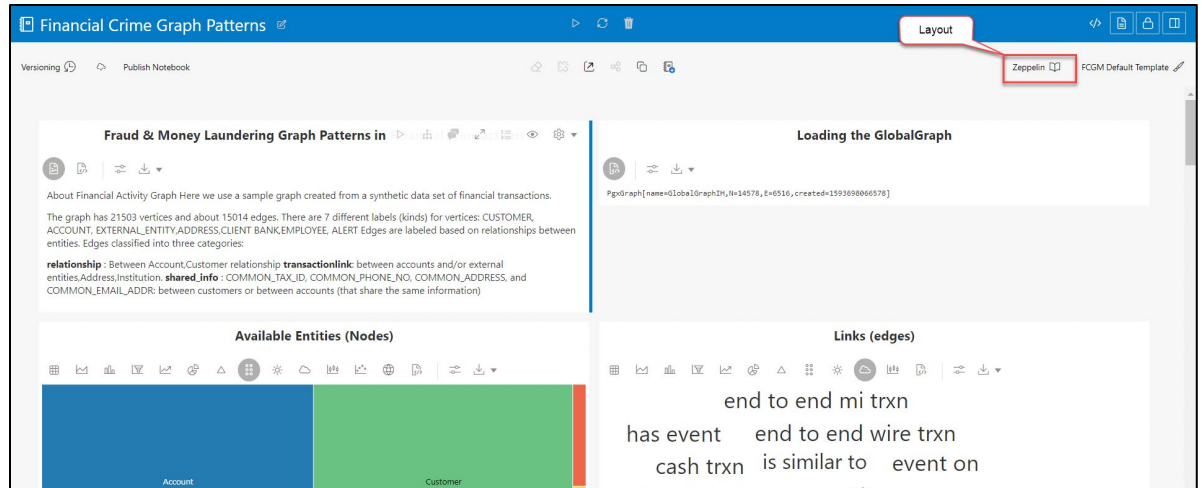 Financial Crime Graph Patterns
Layout
Versioning
Publish Notebook
Zeppelin
FCGM Default Template
Fraud & Money Laundering Graph Patterns in
About Financial Activity Graph Here we use a sample graph created from a synthetic data set of financial transactions.
The graph has 21503 vertices and about 15014 edges. There are 7 different labels (kinds) for vertices: CUSTOMER,
ACCOUNT, EXTERNAL_ENTITY,ADDRESS,CLIENT BANK,EMPLOYEE, ALERT Edges are labeled based on relationships between
entities. Edges classified into three categories:
relationship : Between Account,Customer relationship transactionlink: between accounts and/or external
entities,Address,Institution. shared_info : COMMON_TAX_ID, COMMON_PHONE_NO, COMMON_ADDRESS, and
COMMON_EMAIL_ADDR: between customers or between accounts (that share the same information)
Loading the GlobalGraph
PgxGraph[name=GlobalGraphIH,N=14578,E=6516,created=1593698066578]
Available Entities (Nodes)
Account
Customer
Links (edges)
end to end mi trxn
has event end to end wire trxn
cash trxn is similar to event on